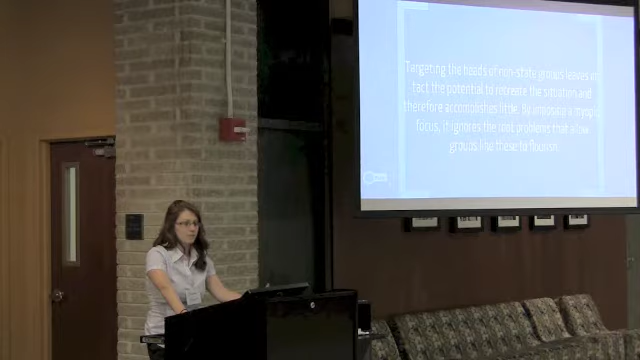 Targeting the heads of non-state groups leaves in
tact the potential to recreate the situation and
therefore accomplishes little. By imposing a myopic
focus, it ignores the root problems that allow
groups like these to flourish.